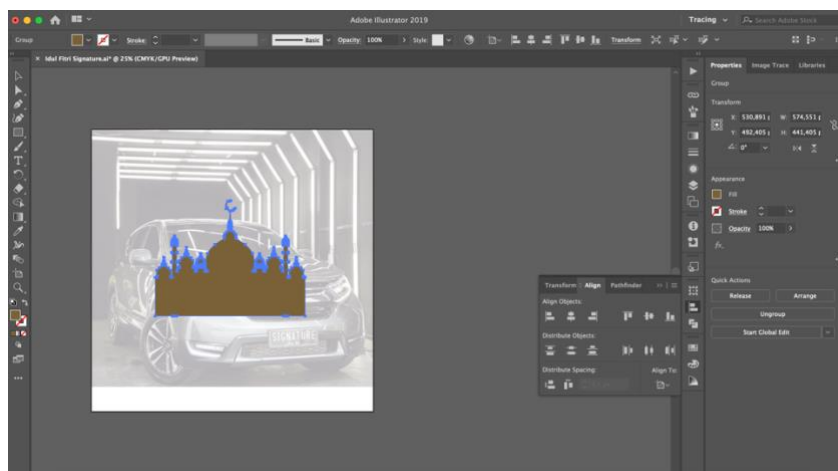 Adobe Illustrator 2019
Tracing
Search Adobe Stock
Group
Stroke:
Basic
Opacity: 100%
Style:
Transform
× Idal Fitri Signature.ai* @ 25% (CMYK/GPU Preview)
Properties Image Trace Libraries
Group
Transform
X: 530,891 W: 574,551
Y: 492,405 H: 441,405
0°
Appearance
Fill
Stroke
Opacity 100%
fx.
Transform Align Pathfinder
Align Objects:
Distribute Objects:
Distribute Spacing: Align To:
Quick Actions
Release Arrange
Ungroup
Start Global Edit
SIGNATURE